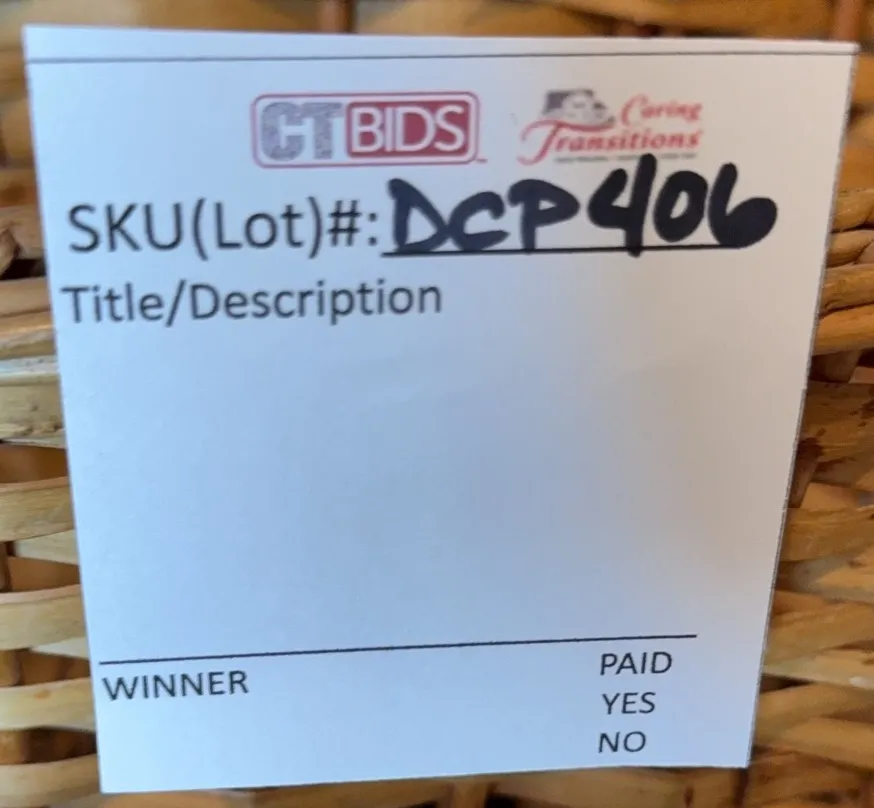 CTBIDS
Caring
Transitions
SKU(Lot)#: DCP406
Title/Description
WINNER
PAID
YES
NO